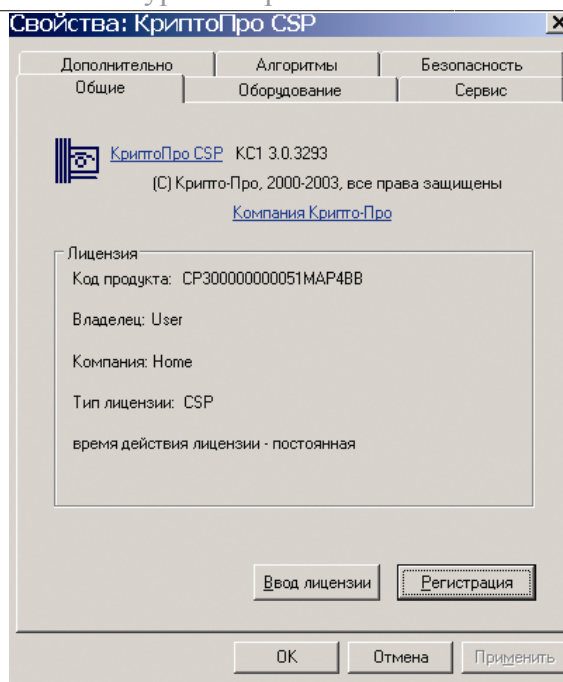 Свойства: КриптоПро CSP
Дополнительно Алгоритмы Безопасность
Общие Оборудование Сервис
КриптоПро CSP КС1 3.0.3293
(C) Крипто-Про, 2000-2003, все права защищены
Компания Крипто-Про
Лицензия
Код продукта: CP300000000051MAP4BB
Владелец: User
Компания: Home
Тип лицензии: CSP
время действия лицензии - постоянная
Ввод лицензии Регистрация
OK Отмена Применить